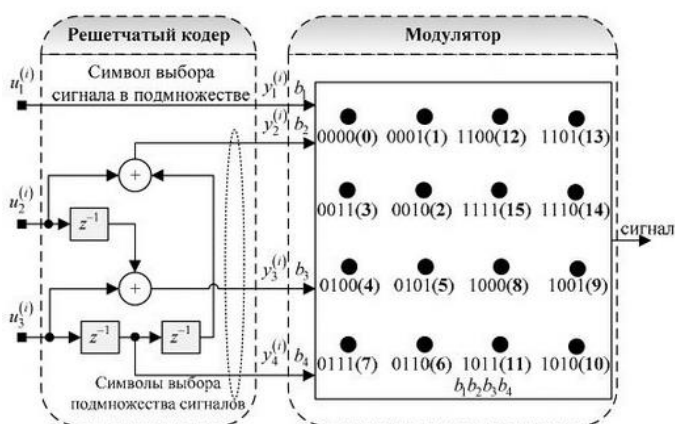 Решетчатый кодер
Модулятор
Символ выбора
сигнала в подмножестве
u₁⁽ⁱ⁾
y₁⁽ⁱ⁾ b₁
y₂⁽ⁱ⁾ b₂
0000(0) 0001(1) 1100(12) 1101(13)
+
u₂⁽ⁱ⁾
z⁻¹
0011(3) 0010(2) 1111(15) 1110(14)
сигнал
+
y₃⁽ⁱ⁾ b₃
0100(4) 0101(5) 1000(8) 1001(9)
u₃⁽ⁱ⁾
z⁻¹ z⁻¹
y₄⁽ⁱ⁾ b₄
0111(7) 0110(6) 1011(11) 1010(10)
b₁b₂b₃b₄
Символы выбора
подмножества сигналов